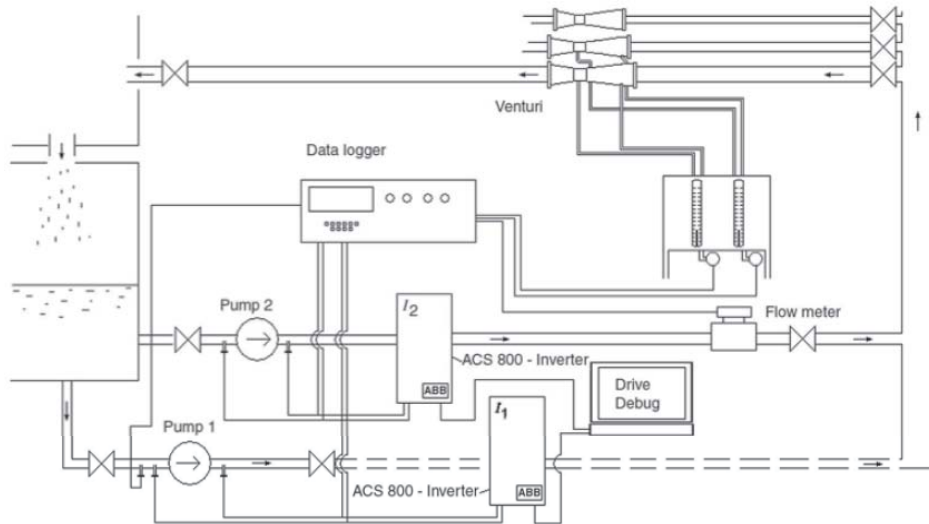 Venturi
Data logger
Pump 2
I2
Flow meter
ACS 800 - Inverter
ABB
Drive
Debug
I1
Pump 1
ACS 800 - Inverter
ABB